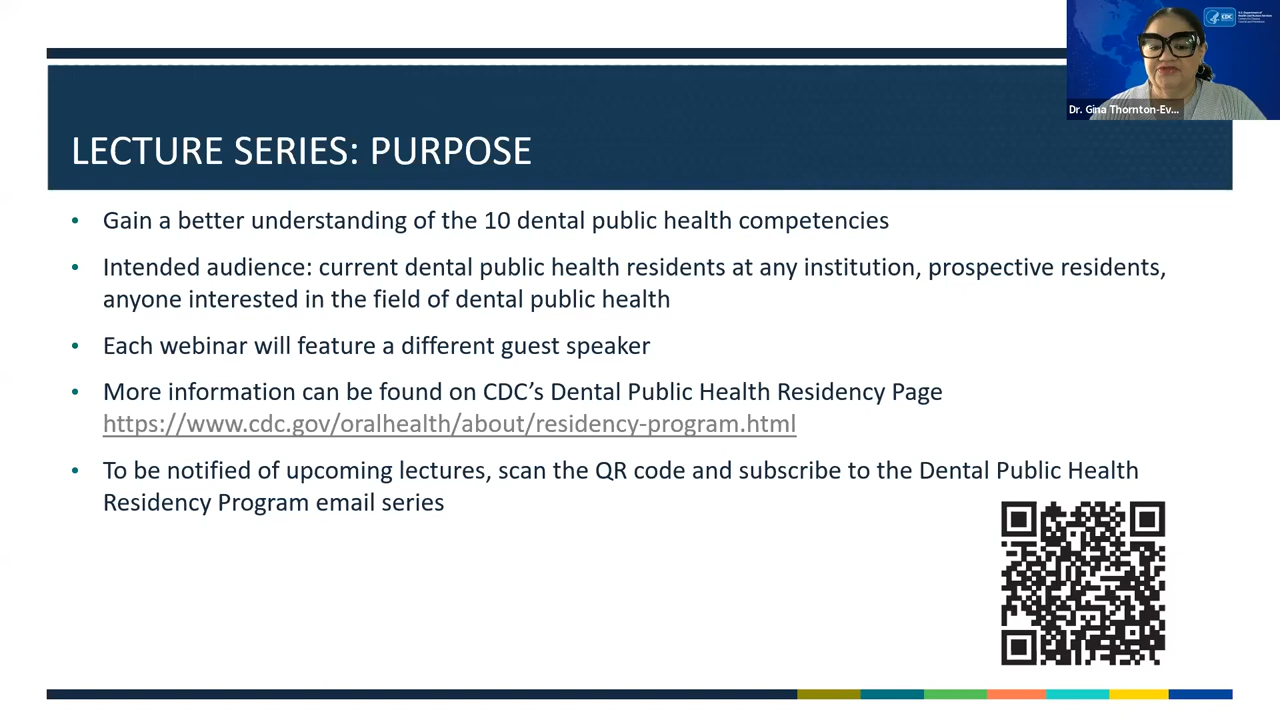 CDC
Dr. Gina Thornton-Ev...
LECTURE SERIES: PURPOSE
• Gain a better understanding of the 10 dental public health competencies
• Intended audience: current dental public health residents at any institution, prospective residents,
anyone interested in the field of dental public health
• Each webinar will feature a different guest speaker
• More information can be found on CDC’s Dental Public Health Residency Page
https://www.cdc.gov/oralhealth/about/residency-program.html
• To be notified of upcoming lectures, scan the QR code and subscribe to the Dental Public Health
Residency Program email series